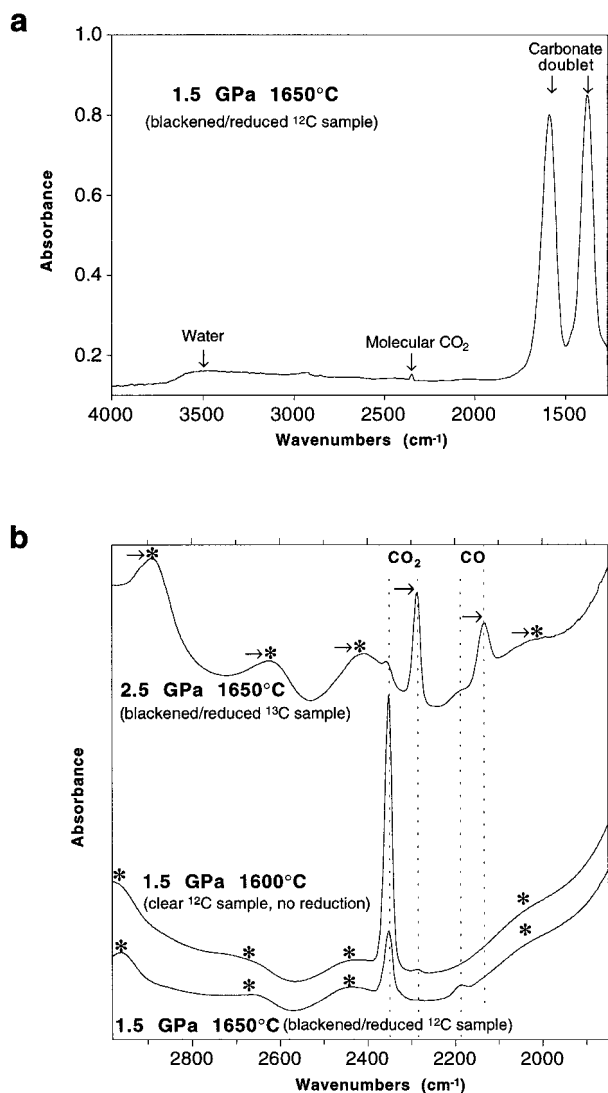 a
1.0
0.8
0.6
0.4
0.2
Absorbance
1.5 GPa 1650°C
(blackened/reduced ¹²C sample)
Carbonate
doublet
Water
Molecular CO₂
4000 3500 3000 2500 2000 1500
Wavenumbers (cm⁻¹)
b
CO₂ CO
→* →* →* → → →*
2.5 GPa 1650°C
(blackened/reduced ¹³C sample)
Absorbance
* * * *
1.5 GPa 1600°C
(clear ¹²C sample, no reduction)
* * * *
1.5 GPa 1650°C (blackened/reduced ¹²C sample)
2800 2600 2400 2200 2000
Wavenumbers (cm⁻¹)